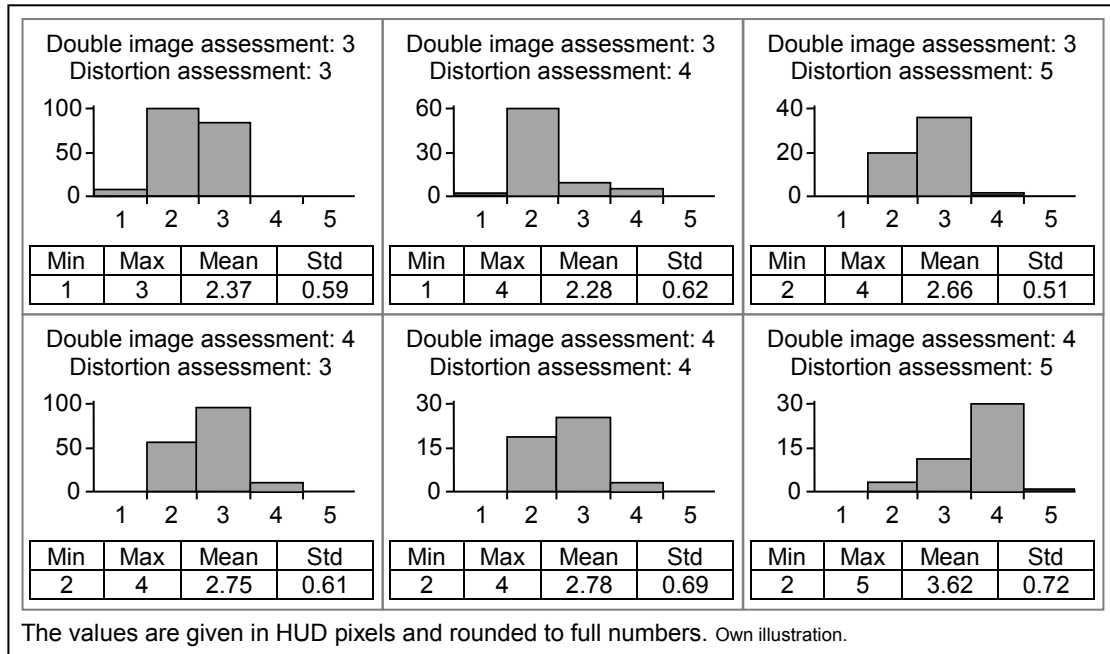 Double image assessment: 3
Distortion assessment: 3
100
50
0
1 2 3 4 5
Min Max Mean Std
1 3 2.37 0.59
Double image assessment: 3
Distortion assessment: 4
60
30
0
1 2 3 4 5
Min Max Mean Std
1 4 2.28 0.62
Double image assessment: 3
Distortion assessment: 5
40
20
0
1 2 3 4 5
Min Max Mean Std
2 4 2.66 0.51
Double image assessment: 4
Distortion assessment: 3
100
50
0
1 2 3 4 5
Min Max Mean Std
2 4 2.75 0.61
Double image assessment: 4
Distortion assessment: 4
30
15
0
1 2 3 4 5
Min Max Mean Std
2 4 2.78 0.69
Double image assessment: 4
Distortion assessment: 5
30
15
0
1 2 3 4 5
Min Max Mean Std
2 5 3.62 0.72
The values are given in HUD pixels and rounded to full numbers. Own illustration.